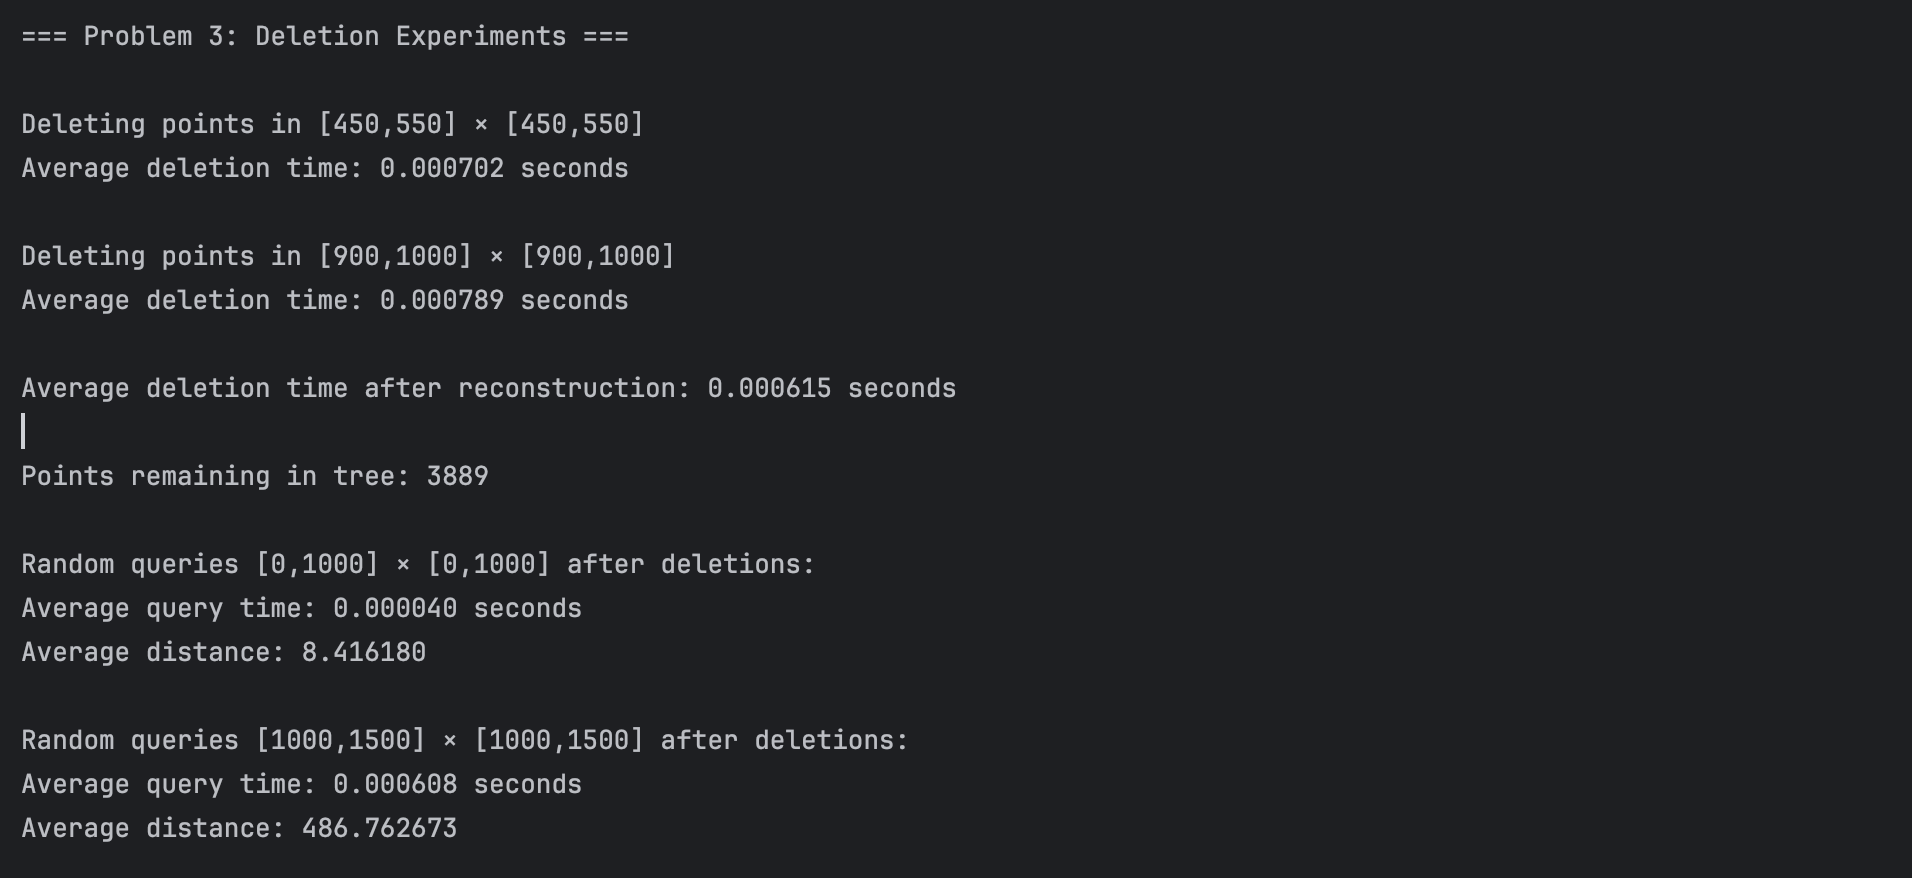 === Problem 3: Deletion Experiments ===
Deleting points in [450,550] × [450,550]
Average deletion time: 0.000702 seconds
Deleting points in [900,1000] × [900,1000]
Average deletion time: 0.000789 seconds
Average deletion time after reconstruction: 0.000615 seconds
Points remaining in tree: 3889
Random queries [0,1000] × [0,1000] after deletions:
Average query time: 0.000040 seconds
Average distance: 8.416180
Random queries [1000,1500] × [1000,1500] after deletions:
Average query time: 0.000608 seconds
Average distance: 486.762673